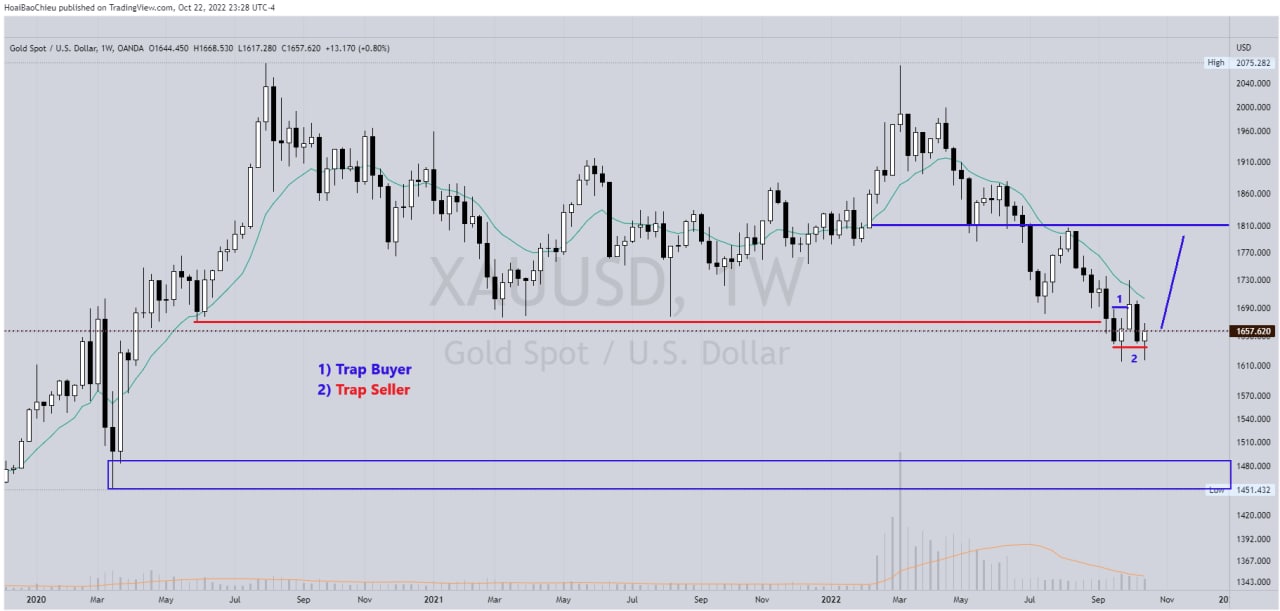 HoaiBaoChieu published on TradingView.com, Oct 22, 2022 23:28 UTC-4
Gold Spot / U.S. Dollar, 1W, OANDA O1644.450 H1668.530 L1617.280 C1657.620 +13.170 (+0.80%)
USD
High 2075.282
2040.000
2000.000
1960.000
1910.000
1860.000
1810.000
1770.000
1730.000
1690.000
1657.620
1610.000
1570.000
1540.000
1510.000
1480.000
Low 1451.432
1420.000
1392.000
1367.000
1343.000
XAUUSD, 1W
Gold Spot / U.S. Dollar
1
2
1) Trap Buyer
2) Trap Seller
2020 Mar May Jul Sep Nov 2021 Mar May Jul Sep Nov 2022 Mar May Jul Sep Nov 20